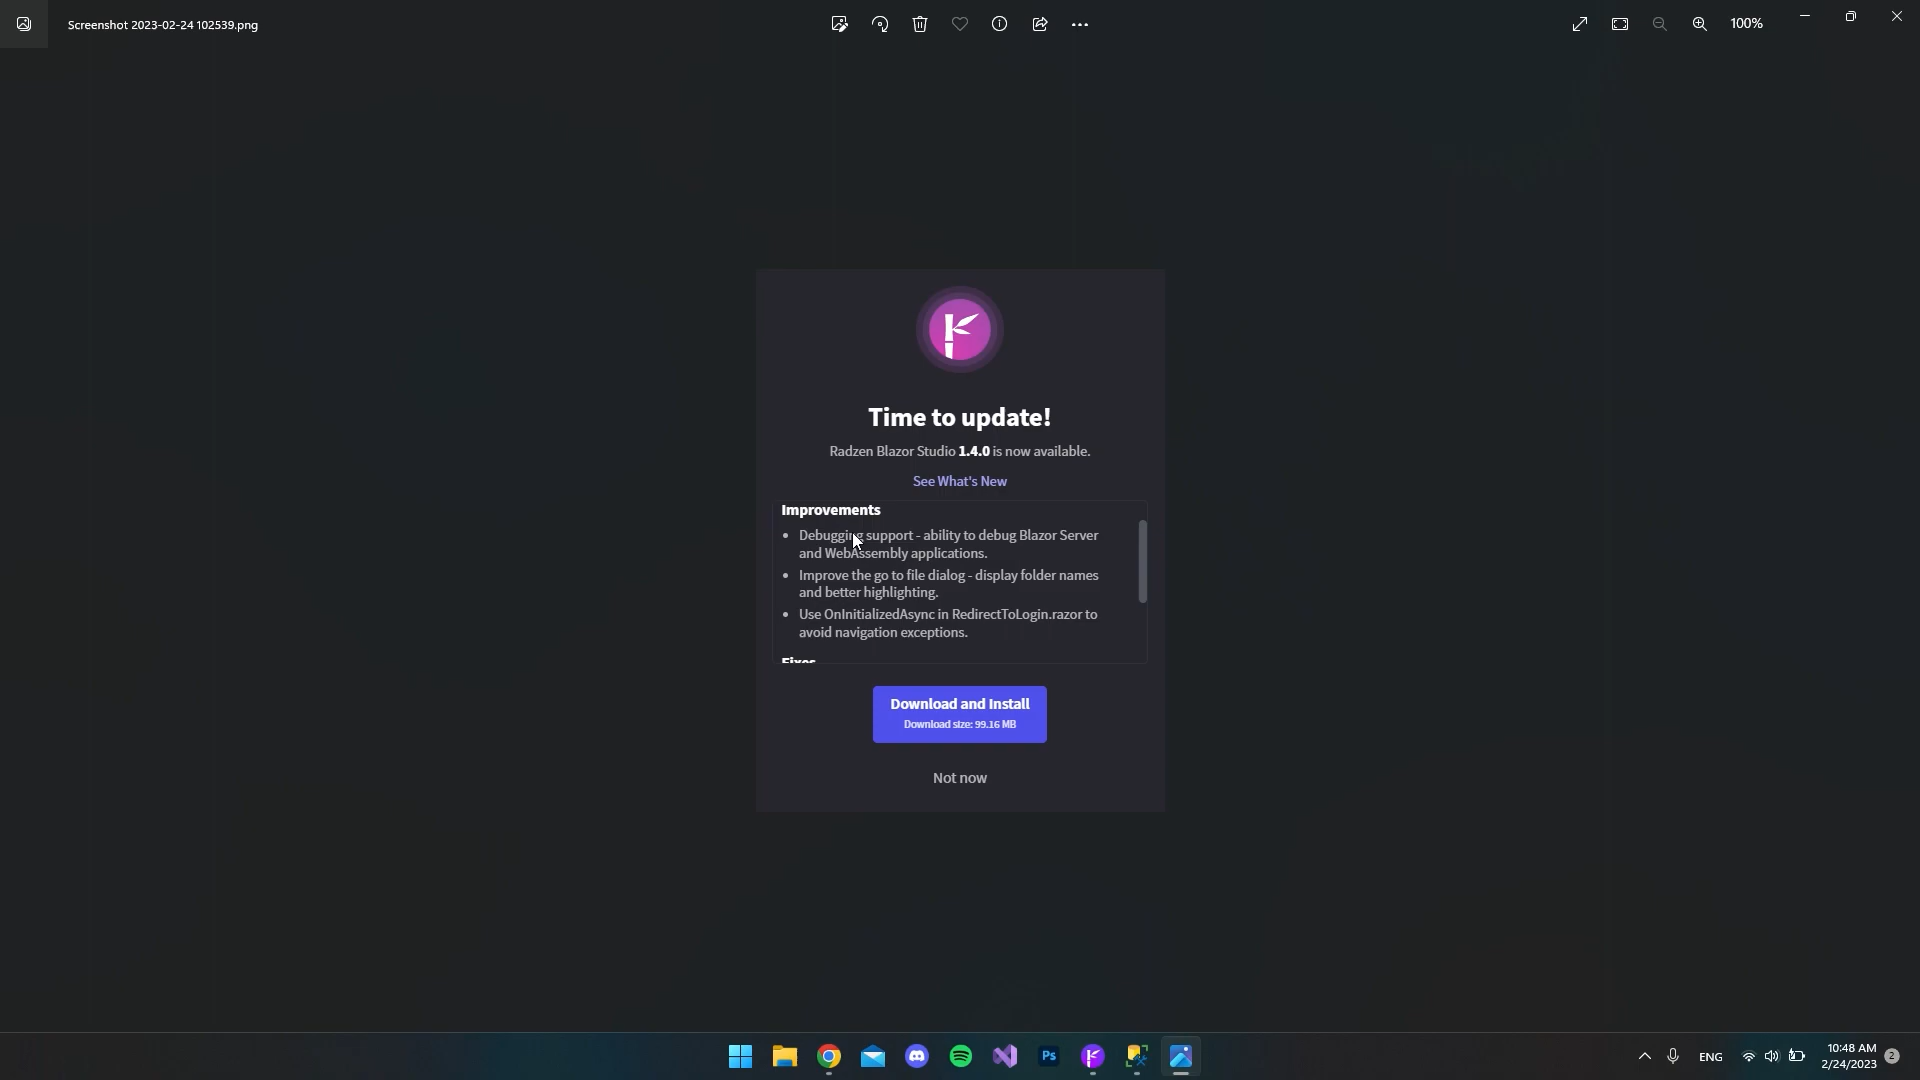 Screenshot 2023-02-24 102539.png
100%
Time to update!
Radzen Blazor Studio 1.4.0 is now available.
See What's New
Improvements
Debugging support - ability to debug Blazor Server
and WebAssembly applications.
Improve the go to file dialog - display folder names
and better highlighting.
Use OnInitializedAsync in RedirectToLogin.razor to
avoid navigation exceptions.
Fixes
Download and Install
Download size: 99.16 MB
Not now
Ps
ENG
10:48 AM
2/24/2023
2